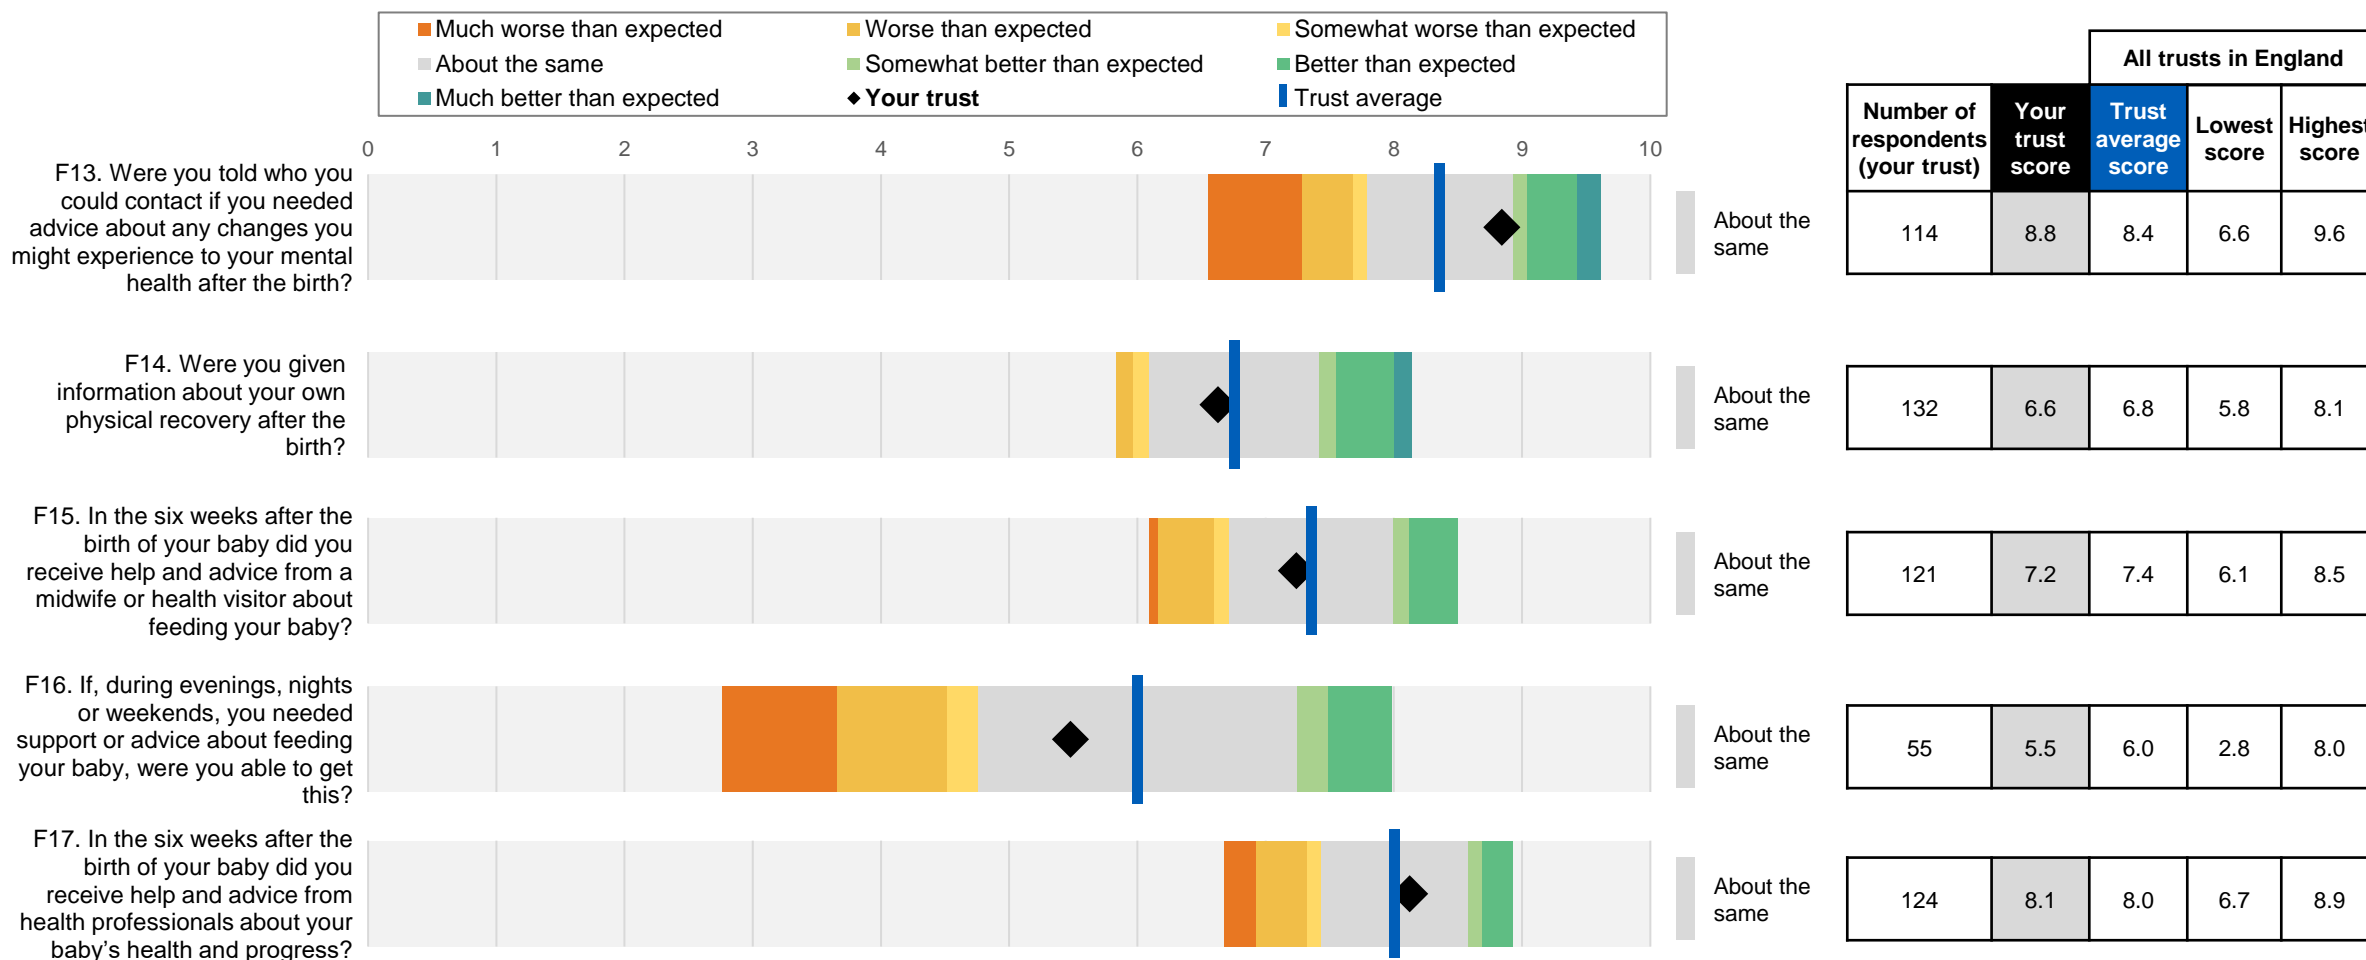 Much worse than expected
Worse than expected
Somewhat worse than expected
About the same
Somewhat better than expected
Better than expected
Much better than expected
Your trust
Trust average
All trusts in England
Number of
respondents
(your trust)
Your
trust
score
Trust
average
score
Lowest
score
Highest
score
0 1 2 3 4 5 6 7 8 9 10
F13. Were you told who you
could contact if you needed
advice about any changes you
might experience to your mental
health after the birth?
About the
same
114 8.8 8.4 6.6 9.6
F14. Were you given
information about your own
physical recovery after the
birth?
About the
same
132 6.6 6.8 5.8 8.1
F15. In the six weeks after the
birth of your baby did you
receive help and advice from a
midwife or health visitor about
feeding your baby?
About the
same
121 7.2 7.4 6.1 8.5
F16. If, during evenings, nights
or weekends, you needed
support or advice about feeding
your baby, were you able to get
this?
About the
same
55 5.5 6.0 2.8 8.0
F17. In the six weeks after the
birth of your baby did you
receive help and advice from
health professionals about your
baby’s health and progress?
About the
same
124 8.1 8.0 6.7 8.9